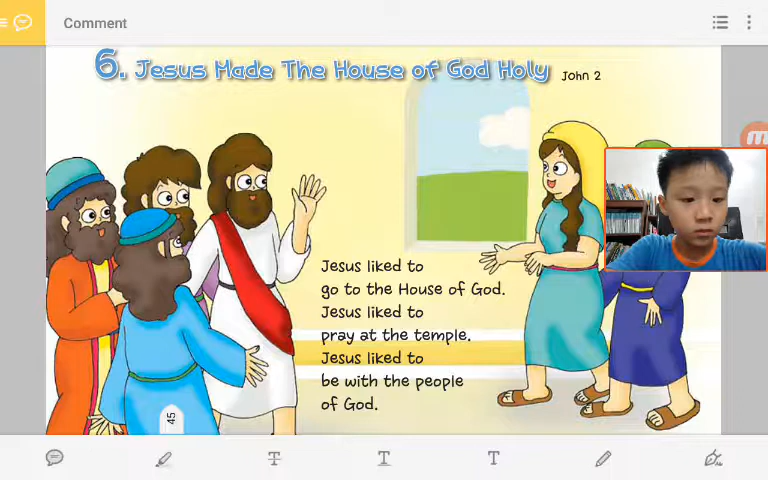 Comment
6. Jesus Made The House of God Holy John 2
Jesus liked to
go to the House of God.
Jesus liked to
pray at the temple.
Jesus liked to
be with the people
of God.
45
T T T